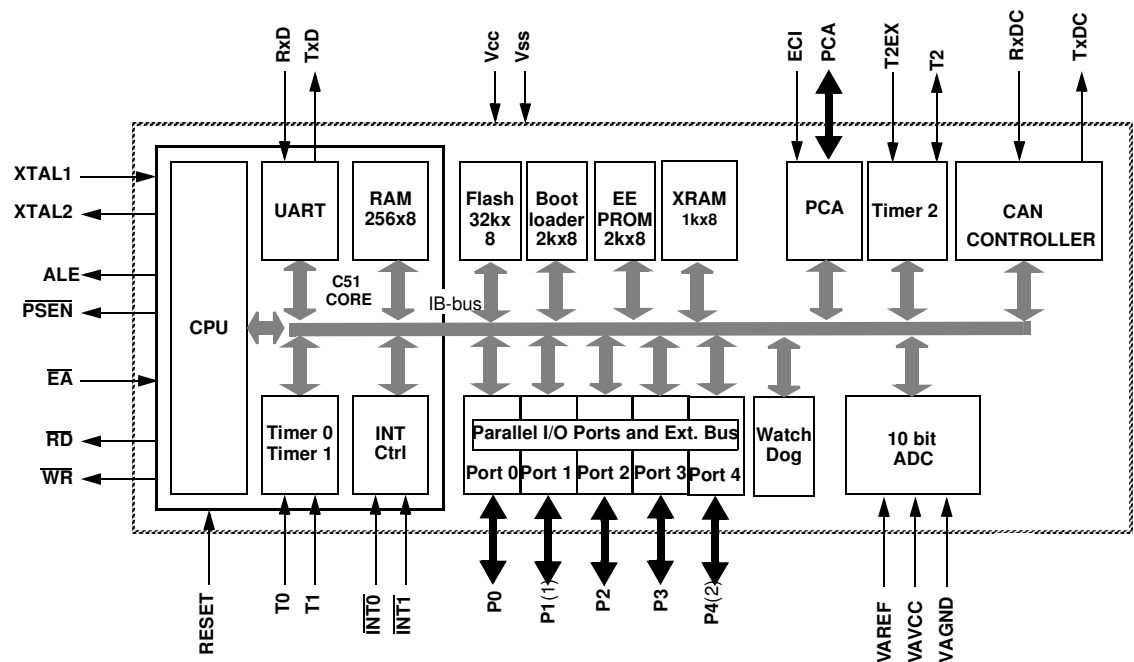 RxD
TxD
Vcc
Vss
ECI
PCA
T2EX
T2
RxDC
TxDC
XTAL1
XTAL2
ALE
PSEN
EA
RD
WR
CPU
UART
RAM
256x8
C51
CORE
IB-bus
Flash
32kx
8
Boot
loader
2kx8
EE
PROM
2kx8
XRAM
1kx8
PCA
Timer 2
CAN
CONTROLLER
Timer 0
Timer 1
INT
Ctrl
Parallel I/O Ports and Ext. Bus
Port 0
Port 1
Port 2
Port 3
Port 4
Watch
Dog
10 bit
ADC
RESET
T0
T1
INT0
INT1
P0
P1(1)
P2
P3
P4(2)
VAREF
VAVCC
VAGND